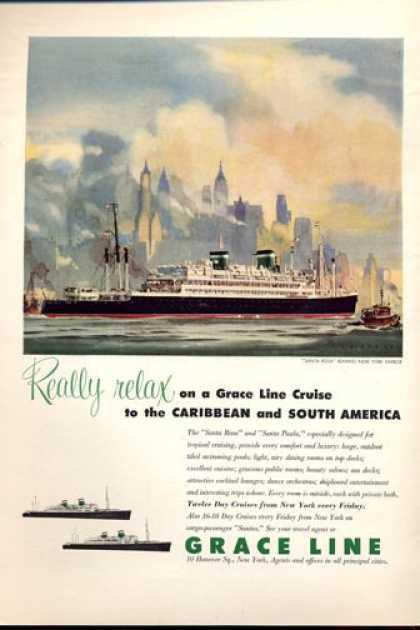 "SANTA ROSA" NEARING NEW YORK HARBOR
Really relax on a Grace Line Cruise
to the CARIBBEAN and SOUTH AMERICA
The "Santa Rosa" and "Santa Paula," especially designed for
tropical cruising, provide every comfort and luxury: large, outdoor
tiled swimming pools; light, airy dining rooms on top decks;
excellent cuisine; gracious public rooms; beauty salons; sun decks;
attractive cocktail lounges; dance orchestras; shipboard entertainment
and interesting trips ashore. Every room is outside, each with private bath.
Twelve Day Cruises from New York every Friday.
Also 16-18 Day Cruises every Friday from New York on
cargo-passenger "Santas." See your travel agent or
GRACE LINE
10 Hanover Sq., New York, Agents and offices in all principal cities.